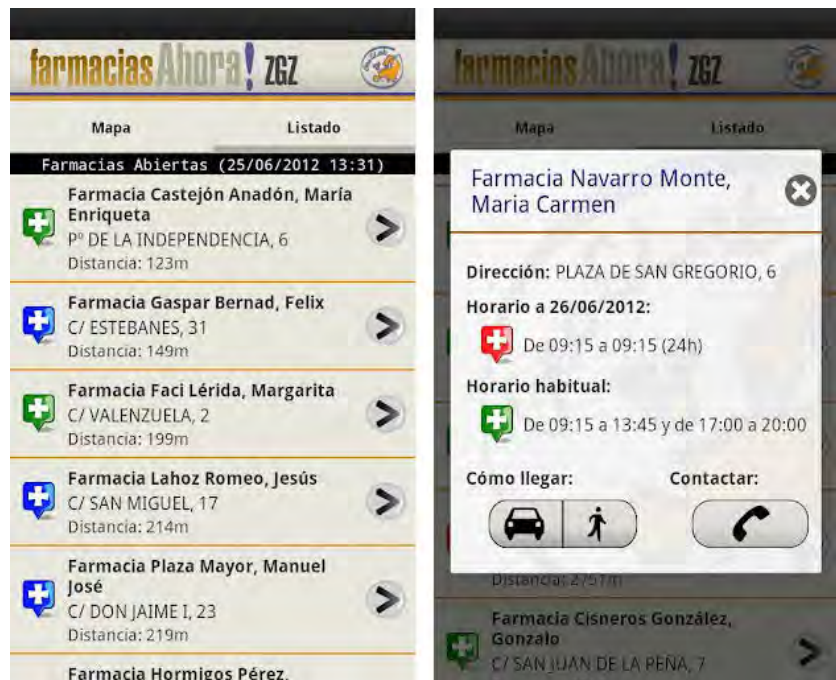 farmacias Ahora! ZGZ
Mapa Listado
Farmacias Abiertas (25/06/2012 13:31)
Farmacia Castejón Anadón, María
Enriqueta
Pº DE LA INDEPENDENCIA, 6
Distancia: 123m
Farmacia Gaspar Bernad, Felix
C/ ESTEBANES, 31
Distancia: 149m
Farmacia Faci Lérida, Margarita
C/ VALENZUELA, 2
Distancia: 199m
Farmacia Lahoz Romeo, Jesús
C/ SAN MIGUEL, 17
Distancia: 214m
Farmacia Plaza Mayor, Manuel
José
C/ DON JAIME I, 23
Distancia: 219m
Farmacia Hormigos Pérez,
farmacias Ahora! ZGZ
Mapa Listado
Farmacia Navarro Monte,
Maria Carmen
Dirección: PLAZA DE SAN GREGORIO, 6
Horario a 26/06/2012:
De 09:15 a 09:15 (24h)
Horario habitual:
De 09:15 a 13:45 y de 17:00 a 20:00
Cómo llegar: Contactar:
Distancia: 2757m
Farmacia Cisneros González,
Gonzalo
C/ SAN JUAN DE LA PEÑA, 7